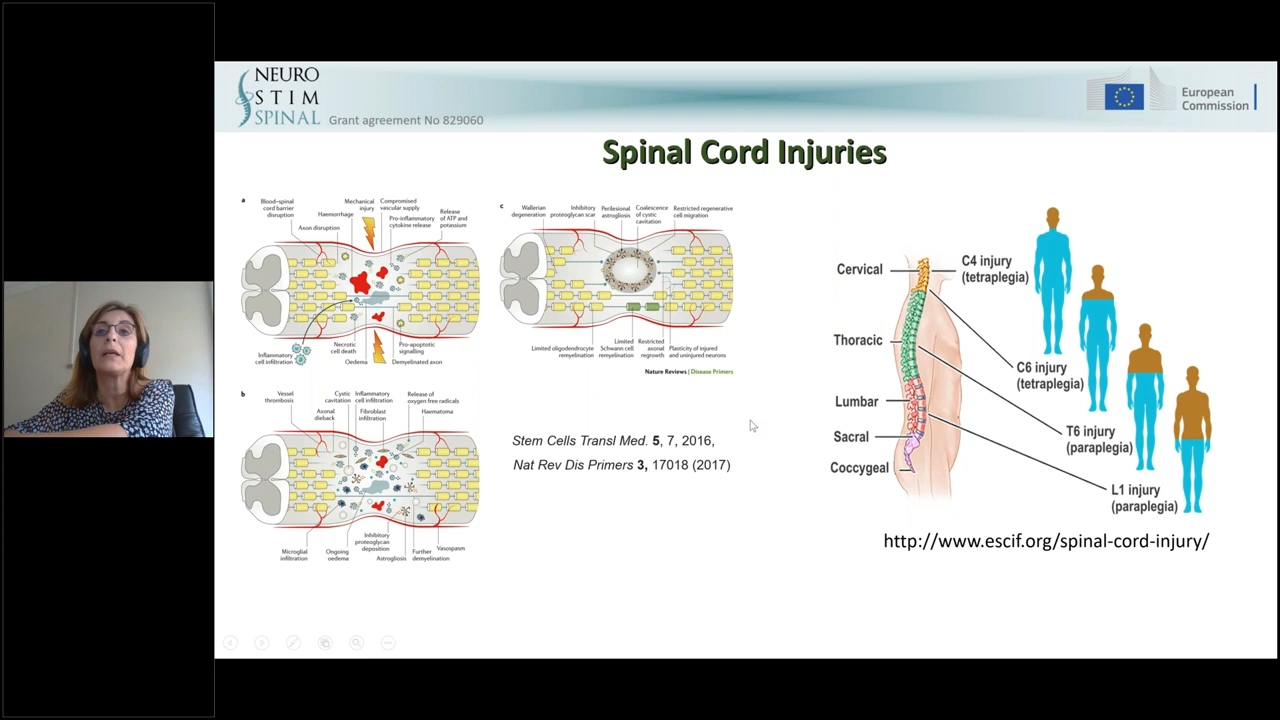 NEURO
STIM
SPINAL
Grant agreement No 829060
European
Commission
Spinal Cord Injuries
a
Blood–spinal
cord barrier
disruption
Axon disruption
Haemorrhage
Mechanical
injury
Compromised
vascular supply
Pro-inflammatory
cytokine release
Release
of ATP and
potassium
Inflammatory
cell infiltration
Necrotic
cell death
Oedema
Pro-apoptotic
signalling
Demyelinated axon
b
Vessel
thrombosis
Axonal
dieback
Cystic
cavitation
Inflammatory
cell infiltration
Fibroblast
infiltration
Release of
oxygen free radicals
Haematoma
Microglial
infiltration
Ongoing
oedema
Inhibitory
proteoglycan
deposition
Astrogliosis
Further
demyelination
Vasospasm
c
Wallerian
degeneration
Inhibitory
proteoglycan scar
Perilesional
astrogliosis
Coalescence
of cystic
cavitation
Restricted regenerative
cell migration
Limited oligodendrocyte
remyelination
Limited
Schwann cell
remyelination
Restricted
axonal
regrowth
Plasticity of injured
and uninjured neurons
Nature Reviews | Disease Primers
Stem Cells Transl Med. 5, 7, 2016,
Nat Rev Dis Primers 3, 17018 (2017)
Cervical
Thoracic
Lumbar
Sacral
Coccygeal
C4 injury
(tetraplegia)
C6 injury
(tetraplegia)
T6 injury
(paraplegia)
L1 injury
(paraplegia)
http://www.escif.org/spinal-cord-injury/